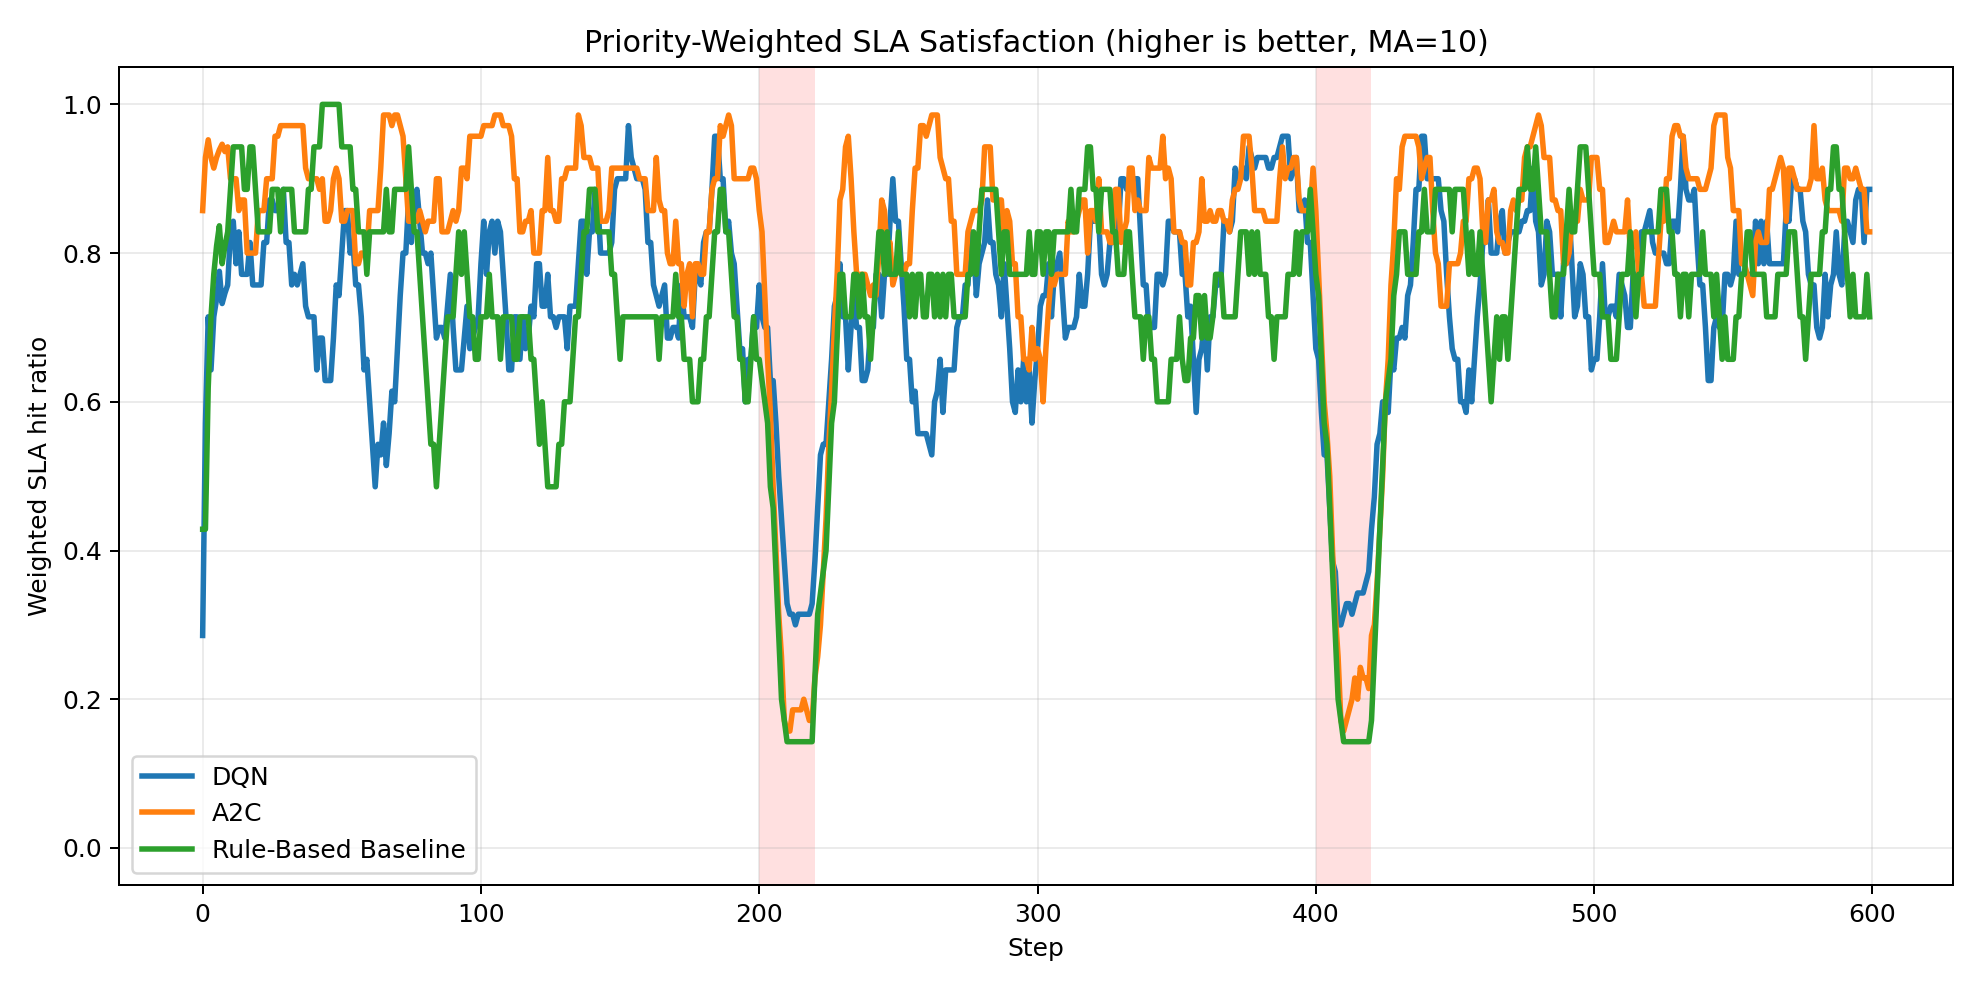 Priority-Weighted SLA Satisfaction (higher is better, MA=10)
Weighted SLA hit ratio
1.0
0.8
0.6
0.4
0.2
0.0
DQN
A2C
Rule-Based Baseline
0 100 200 300 400 500 600
Step